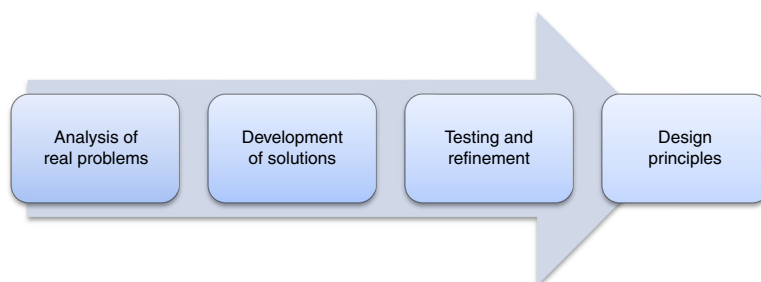 Analysis of
real problems
Development
of solutions
Testing and
refinement
Design
principles